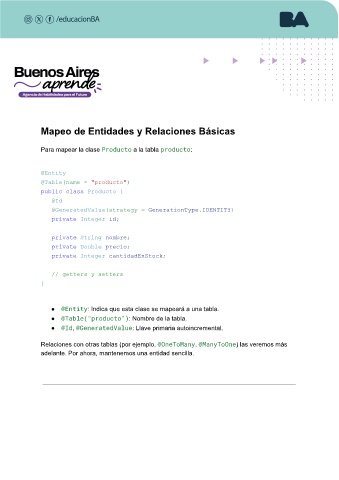 /educacionBA
BA
Buenos Aires
aprende
Agencia de Habilidades para el Futuro
Mapeo de Entidades y Relaciones Básicas
Para mapear la clase Producto a la tabla producto:
@Entity
@Table(name = "producto")
public class Producto {
@Id
@GeneratedValue(strategy = GenerationType.IDENTITY)
private Integer id;
private String nombre;
private Double precio;
private Integer cantidadEnStock;
// getters y setters
}
● @Entity: Indica que esta clase se mapeará a una tabla.
● @Table("producto"): Nombre de la tabla.
● @Id, @GeneratedValue: Llave primaria autoincremental.
Relaciones con otras tablas (por ejemplo, @OneToMany, @ManyToOne) las veremos más
adelante. Por ahora, mantenemos una entidad sencilla.